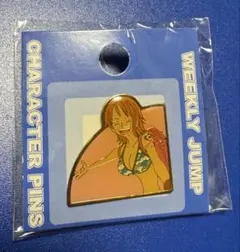 CHARACTER PINS
WEEKLY JUMP